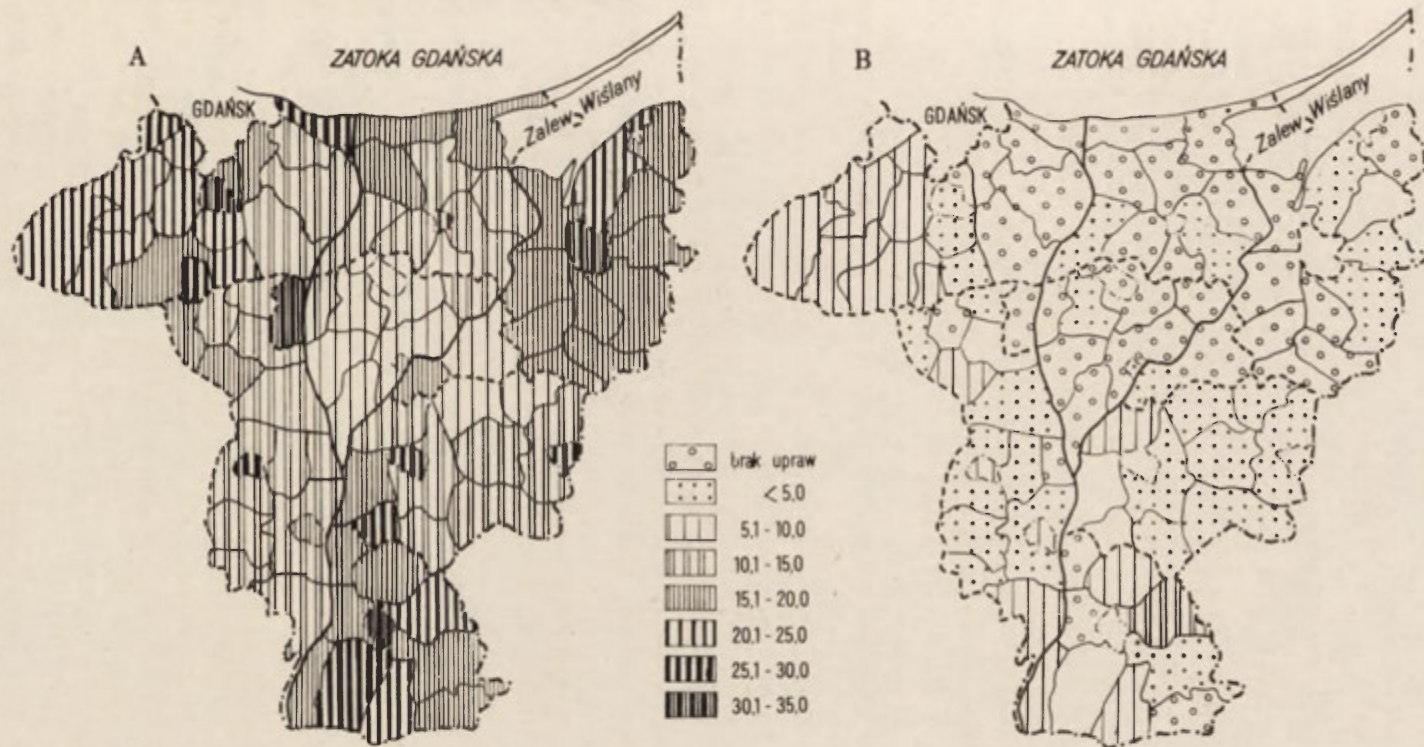 A
ZATOKA GDAŃSKA
GDAŃSK
Zalew Wiślany
B
ZATOKA GDAŃSKA
GDAŃSK
Zalew Wiślany
brak upraw
< 5,0
5,1 - 10,0
10,1 - 15,0
15,1 - 20,0
20,1 - 25,0
25,1 - 30,0
30,1 - 35,0